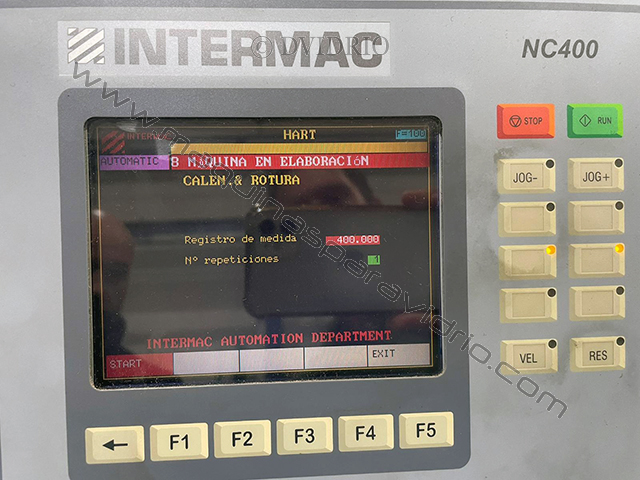 INTERMAC
© DVIDRIO
NC400
INTERMAC HART F=100
AUTOMATIC 8 MAQUINA EN ELABORACIóN
CALEN.& ROTURA
Registro de medida 400.000
Nº repeticiones 1
INTERMAC AUTOMATION DEPARTMENT
START EXIT
STOP RUN
JOG- JOG+
VEL RES
← F1 F2 F3 F4 F5
www.maquinasparavidrio.com